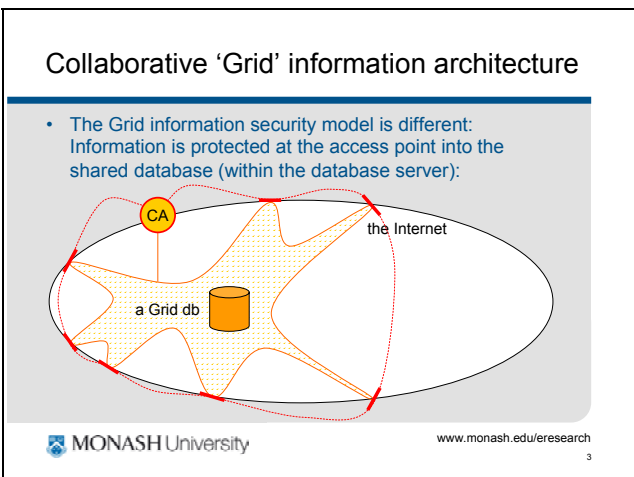 Collaborative ‘Grid’ information architecture
• The Grid information security model is different:
Information is protected at the access point into the
shared database (within the database server):
CA
the Internet
a Grid db
MONASH University
www.monash.edu/eresearch
3